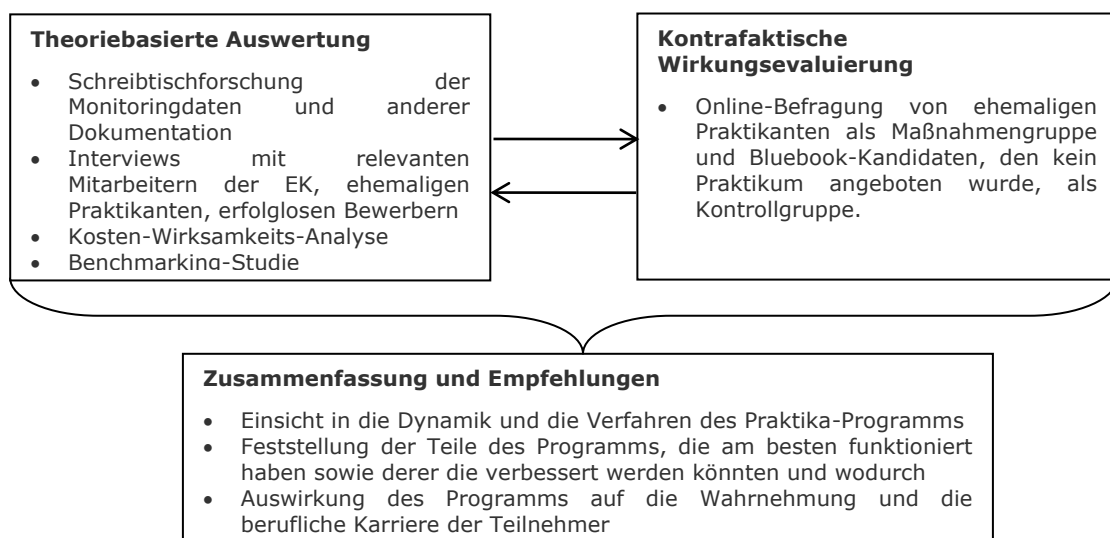 Theoriebasierte Auswertung
• Schreibtischforschung der
Monitoringdaten und anderer
Dokumentation
• Interviews mit relevanten
Mitarbeitern der EK, ehemaligen
Praktikanten, erfolglosen Bewerbern
• Kosten-Wirksamkeits-Analyse
• Benchmarking-Studie
Kontrafaktische
Wirkungsevaluierung
• Online-Befragung von ehemaligen
Praktikanten als Maßnahmengruppe
und Bluebook-Kandidaten, den kein
Praktikum angeboten wurde, als
Kontrollgruppe.
Zusammenfassung und Empfehlungen
• Einsicht in die Dynamik und die Verfahren des Praktika-Programms
• Feststellung der Teile des Programms, die am besten funktioniert
haben sowie derer die verbessert werden könnten und wodurch
• Auswirkung des Programms auf die Wahrnehmung und die
berufliche Karriere der Teilnehmer